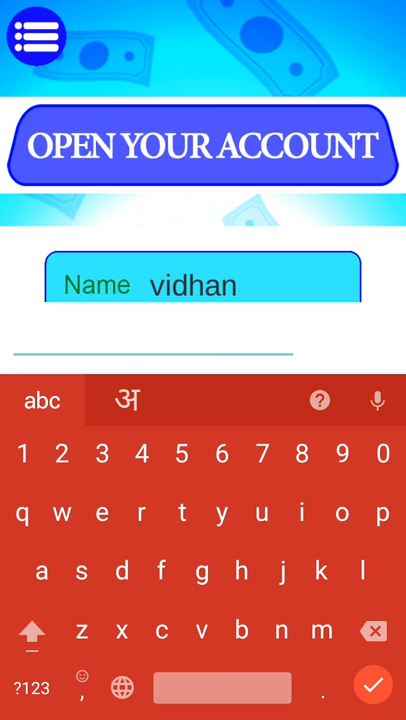 OPEN YOUR ACCOUNT
Name vidhan
abc अ ?
1 2 3 4 5 6 7 8 9 0
q w e r t y u i o p
a s d f g h j k l
z x c v b n m
?123 , .